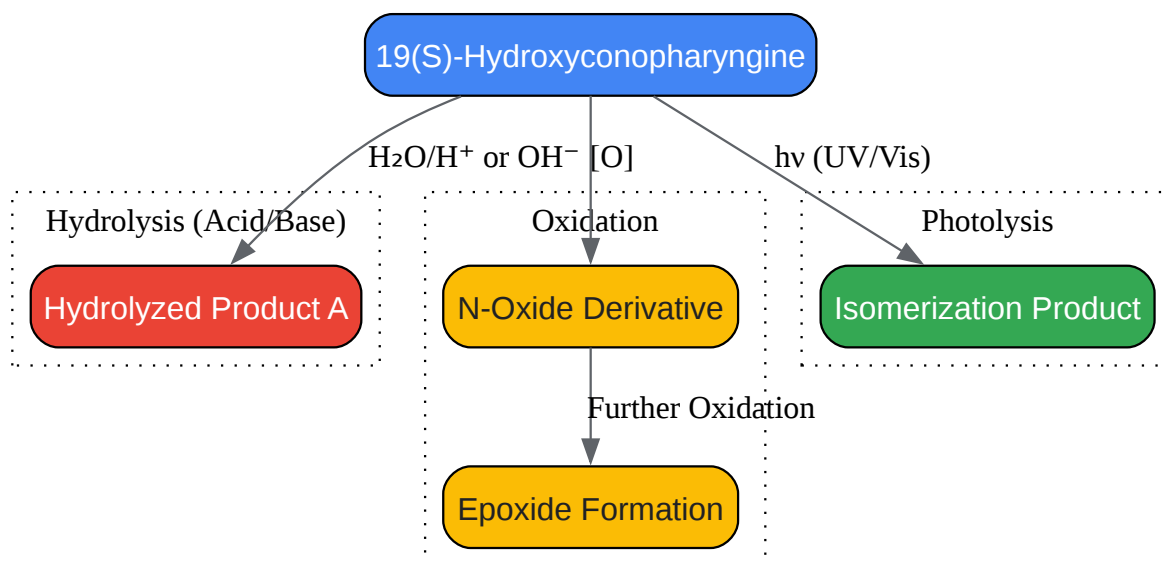 19(S)-Hydroxyconopharyngine
H₂O/H⁺ or OH⁻
[O]
hν (UV/Vis)
Hydrolysis (Acid/Base)
Oxidation
Photolysis
Hydrolyzed Product A
N-Oxide Derivative
Isomerization Product
Further Oxidation
Epoxide Formation